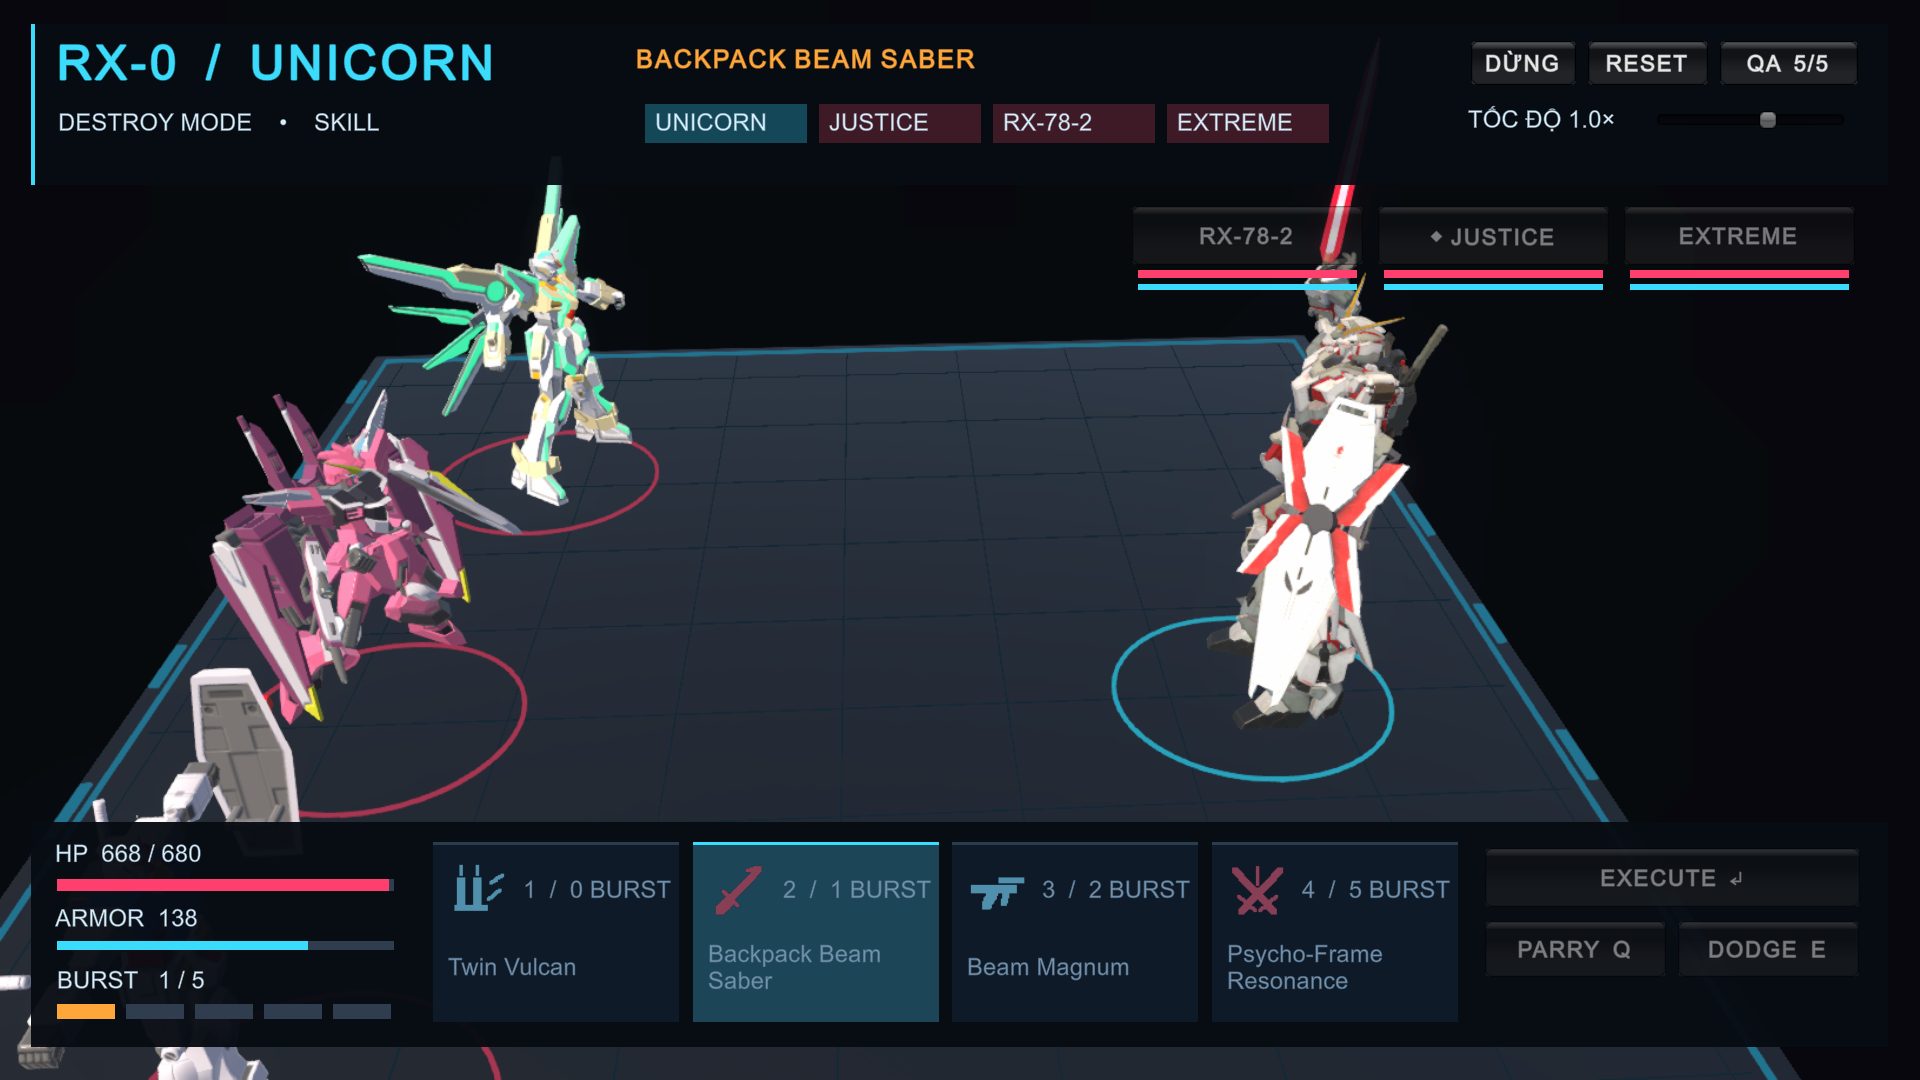 RX-0 / UNICORN
DESTROY MODE • SKILL
BACKPACK BEAM SABER
UNICORN
JUSTICE
RX-78-2
EXTREME
DỪNG
RESET
QA 5/5
TỐC ĐỘ 1.0×
RX-78-2
◆ JUSTICE
EXTREME
HP 668 / 680
ARMOR 138
BURST 1 / 5
1 / 0 BURST
Twin Vulcan
2 / 1 BURST
Backpack Beam
Saber
3 / 2 BURST
Beam Magnum
4 / 5 BURST
Psycho-Frame
Resonance
EXECUTE ↲
PARRY Q
DODGE E